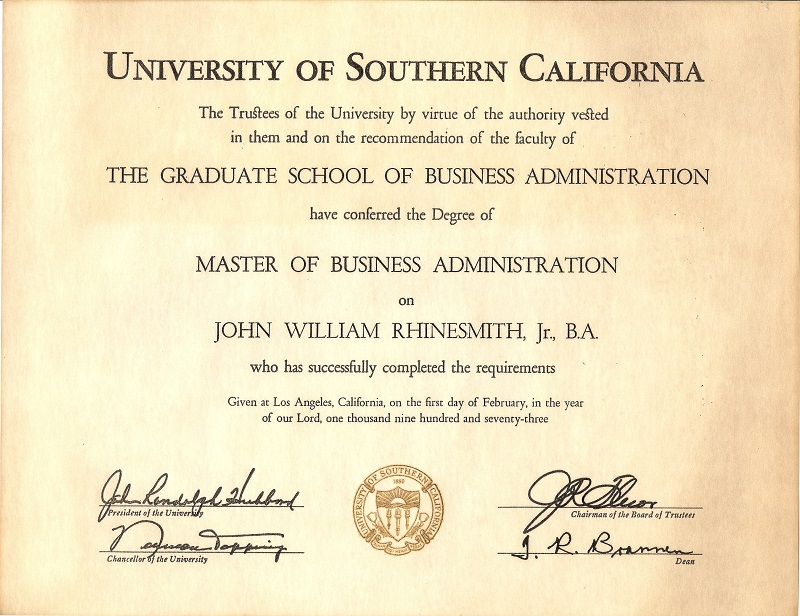 UNIVERSITY OF SOUTHERN CALIFORNIA
The Trustees of the University by virtue of the authority vested
in them and on the recommendation of the faculty of
THE GRADUATE SCHOOL OF BUSINESS ADMINISTRATION
have conferred the Degree of
MASTER OF BUSINESS ADMINISTRATION
on
JOHN WILLIAM RHINESMITH, Jr., B.A.
who has successfully completed the requirements
Given at Los Angeles, California, on the first day of February, in the year
of our Lord, one thousand nine hundred and seventy-three
John Randolph Hubbard
President of the University
Norman Topping
Chancellor of the University
UNIVERSITY OF SOUTHERN CALIFORNIA
1880
Chairman of the Board of Trustees
T. R. Brannen
Dean